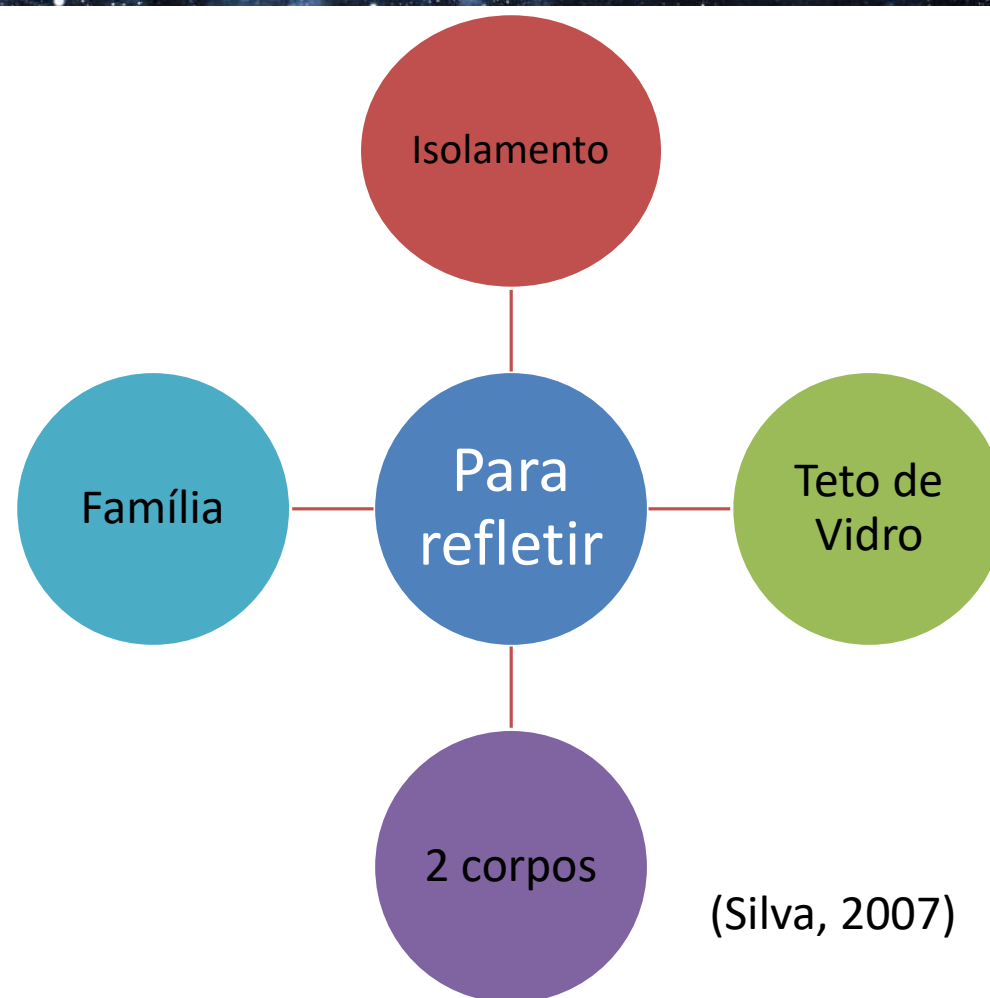 Isolamento
Família
Para
refletir
Teto de
Vidro
2 corpos
(Silva, 2007)